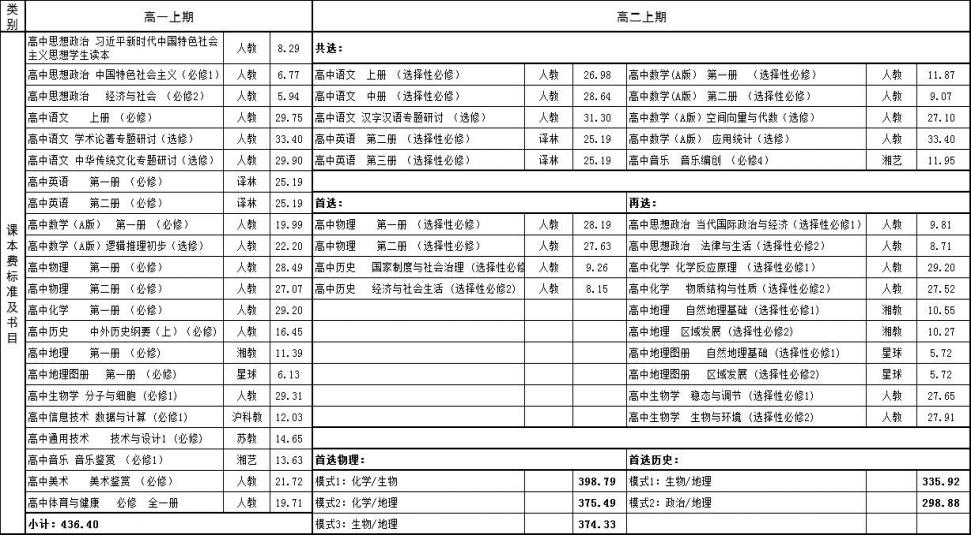 类别 高一上期 高二上期
课本费标准及书目
高中思想政治 习近平新时代中国特色社会主义思想学生读本 人教 8.29 共选：
高中思想政治 中国特色社会主义（必修1） 人教 6.77 高中语文 上册 （选择性必修） 人教 26.98 高中数学(A版) 第一册 （选择性必修） 人教 11.87
高中思想政治 经济与社会 （必修2） 人教 5.94 高中语文 中册 （选择性必修） 人教 28.64 高中数学(A版) 第二册 （选择性必修） 人教 9.07
高中语文 上册 （必修） 人教 29.75 高中语文 汉字汉语专题研讨 （选修） 人教 31.30 高中数学(A版) 空间向量与代数（选修） 人教 27.10
高中语文 学术论著专题研讨（选修） 人教 33.40 高中英语 第二册 （选择性必修） 译林 25.19 高中数学(A版) 应用统计（选修） 人教 33.40
高中语文 中华传统文化专题研讨（选修） 人教 29.90 高中英语 第三册 （选择性必修） 译林 25.19 高中音乐 音乐编创 （必修4） 湘艺 11.95
高中英语 第一册 （必修） 译林 25.19
高中英语 第二册 （必修） 译林 25.19 首选： 再选：
高中数学（A版） 第一册 （必修） 人教 19.99 高中物理 第一册 （选择性必修） 人教 28.19 高中思想政治 当代国际政治与经济（选择性必修1） 人教 9.81
高中数学（A版）逻辑推理初步（选修） 人教 22.20 高中物理 第二册 （选择性必修） 人教 27.63 高中思想政治 法律与生活（选择性必修2） 人教 8.71
高中物理 第一册 （必修） 人教 28.49 高中历史 国家制度与社会治理（选择性必修 人教 9.26 高中化学 化学反应原理 （选择性必修1） 人教 29.20
高中物理 第二册 （必修） 人教 27.07 高中历史 经济与社会生活（选择性必修2） 人教 8.15 高中化学 物质结构与性质（选择性必修2） 人教 27.52
高中化学 第一册 （必修） 人教 29.20 高中地理 自然地理基础（选择性必修1） 湘教 10.55
高中历史 中外历史纲要（上）（必修） 人教 16.45 高中地理 区域发展（选择性必修2） 湘教 10.27
高中地理 第一册 （必修） 湘教 11.39 高中地理图册 自然地理基础（选择性必修1） 星球 5.72
高中地理图册 第一册 （必修） 星球 6.13 高中地理图册 区域发展（选择性必修2） 星球 5.72
高中生物学 分子与细胞（必修1） 人教 29.31 高中生物学 稳态与调节（选择性必修1） 人教 27.65
高中信息技术 数据与计算（必修1） 沪科教 12.03 高中生物学 生物与环境（选择性必修2） 人教 27.91
高中通用技术 技术与设计1（必修） 苏教 14.65
高中音乐 音乐鉴赏 （必修1） 湘艺 13.63 首选物理： 首选历史：
高中美术 美术鉴赏 （必修） 人教 21.72 模式1：化学/生物 398.79 模式1：生物/地理 335.92
高中体育与健康 必修 全一册 人教 19.71 模式2：化学/地理 375.49 模式2：政治/地理 298.88
小计：436.40 模式3：生物/地理 374.33